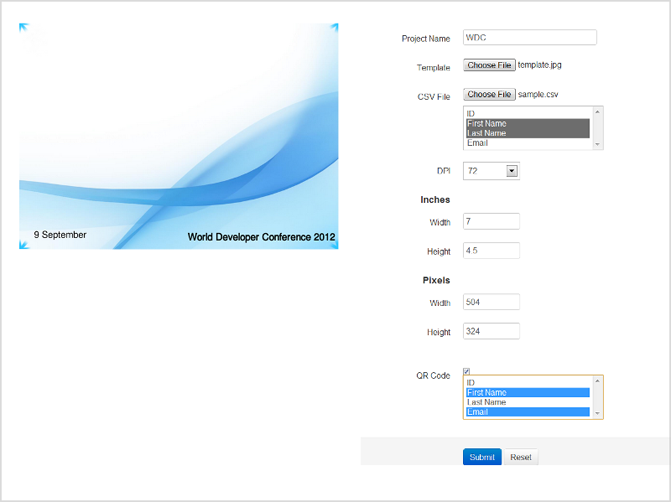 9 September
World Developer Conference 2012
Project Name WDC
Template Choose File template.jpg
CSV File Choose File sample.csv
ID
First Name
Last Name
Email
DPI 72
Inches
Width 7
Height 4.5
Pixels
Width 504
Height 324
QR Code
ID
First Name
Last Name
Email
Submit Reset